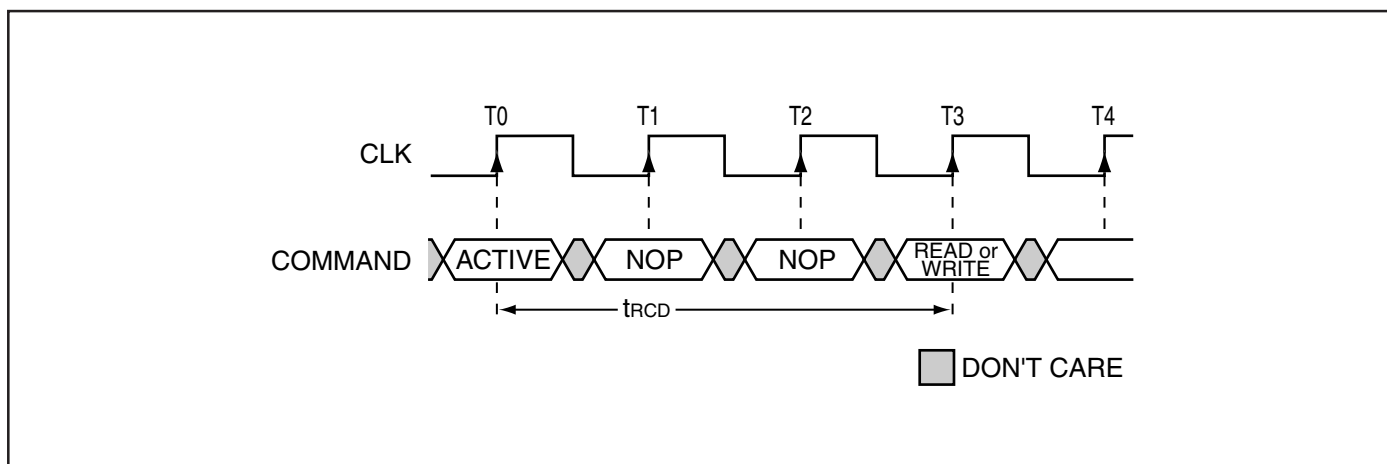 T0 T1 T2 T3 T4
CLK
COMMAND ACTIVE NOP NOP READ or
WRITE
tRCD
DON'T CARE